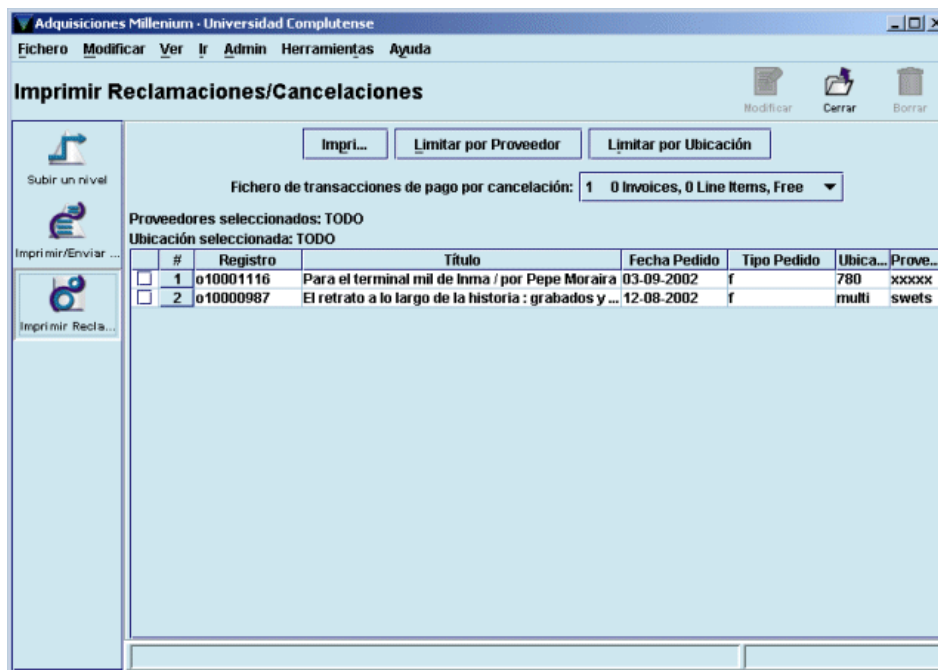 Adquisiciones Millenium - Universidad Complutense
Fichero Modificar Ver Ir Admin Herramientas Ayuda
Imprimir Reclamaciones/Cancelaciones
Modificar Cerrar Borrar
Impri... Limitar por Proveedor Limitar por Ubicación
Subir un nivel
Fichero de transacciones de pago por cancelación: 1 0 Invoices, 0 Line Items, Free
Proveedores seleccionados: TODO
Ubicación seleccionada: TODO
Imprimir/Enviar ...
# Registro Título Fecha Pedido Tipo Pedido Ubica... Prove...
1 o10001116 Para el terminal mil de Inma / por Pepe Moraira 03-09-2002 f 780 xxxxx
2 o10000987 El retrato a lo largo de la historia : grabados y ... 12-08-2002 f multi swets
Imprimir Recla...